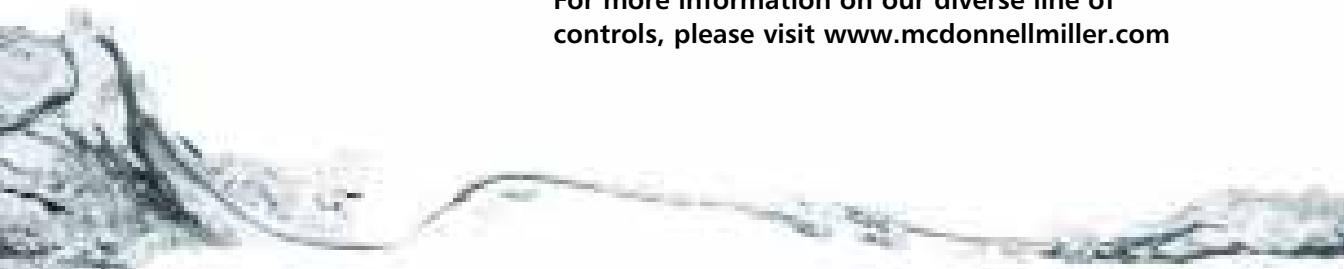 For more information on our diverse line of
controls, please visit www.mcdonnellmiller.com